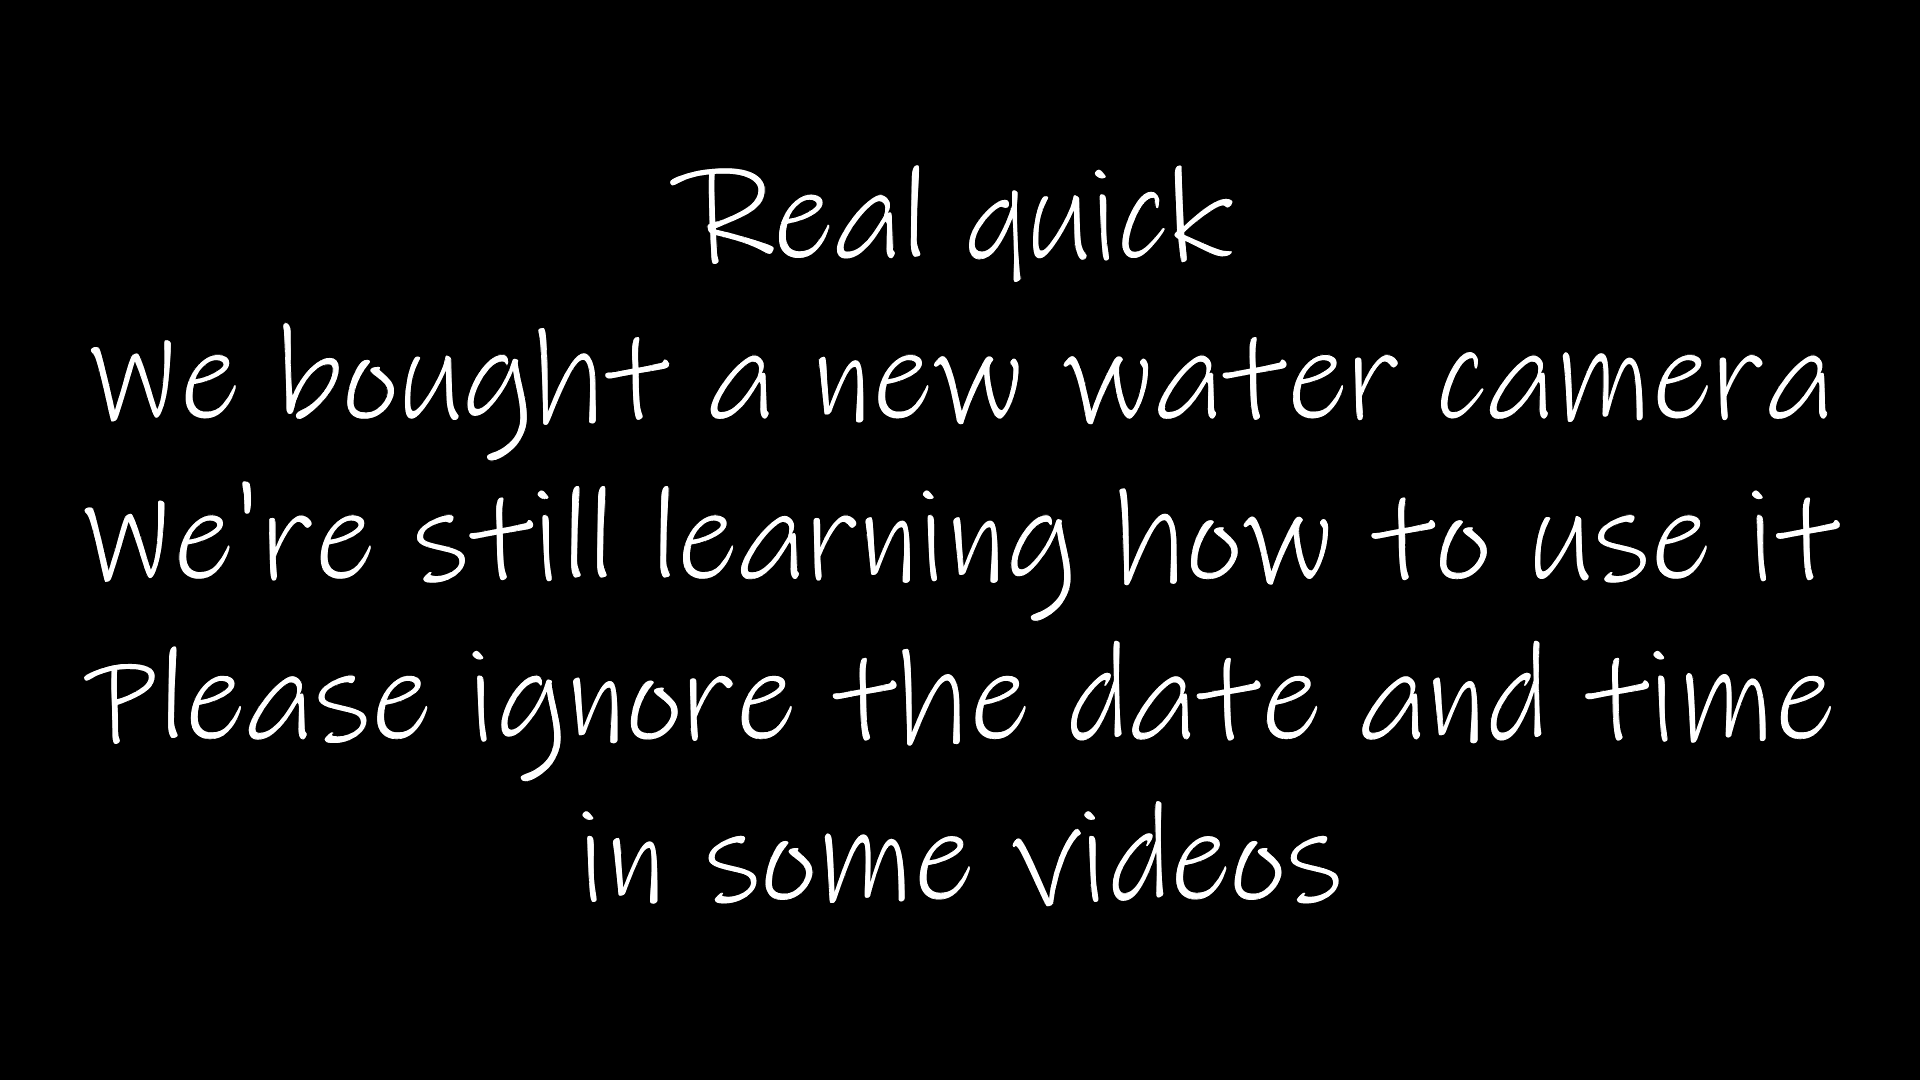 Real quick
We bought a new water camera
We're still learning how to use it
Please ignore the date and time
in some videos